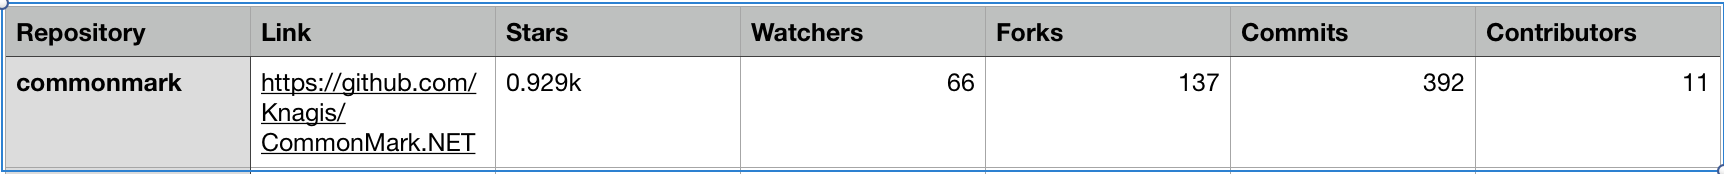 Repository Link Stars Watchers Forks Commits Contributors
commonmark https://github.com/ 0.929k 66 137 392 11
Knagis/
CommonMark.NET